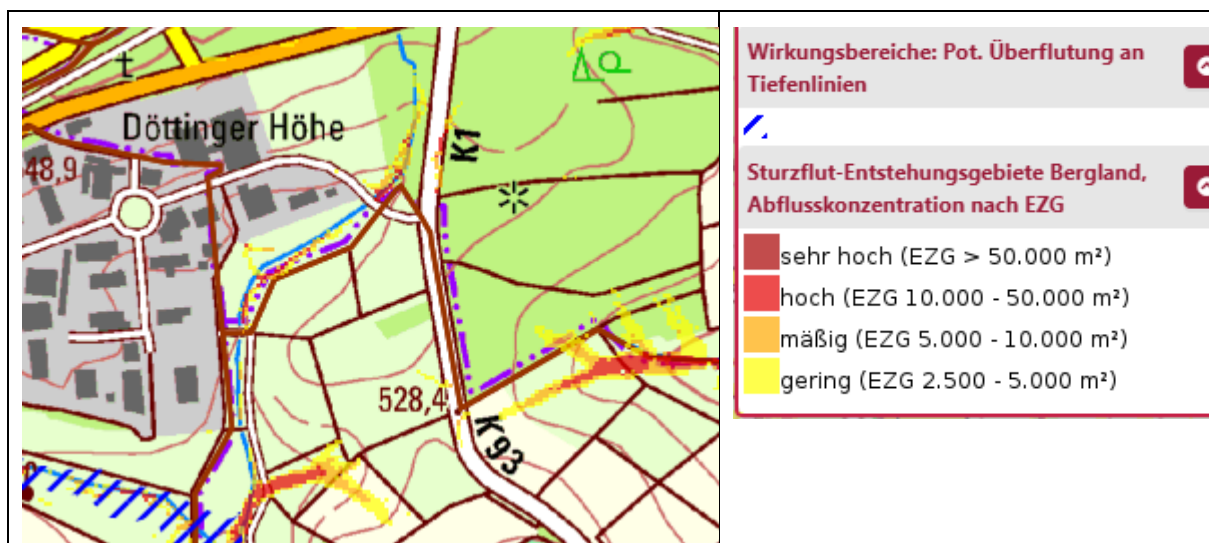 t
Döttinger Höhe
48,9
K1
P
528,4
K 93
Wirkungsbereiche: Pot. Überflutung an
Tiefenlinien
Sturzflut-Entstehungsgebiete Bergland,
Abflusskonzentration nach EZG
sehr hoch (EZG > 50.000 m²)
hoch (EZG 10.000 - 50.000 m²)
mäßig (EZG 5.000 - 10.000 m²)
gering (EZG 2.500 - 5.000 m²)